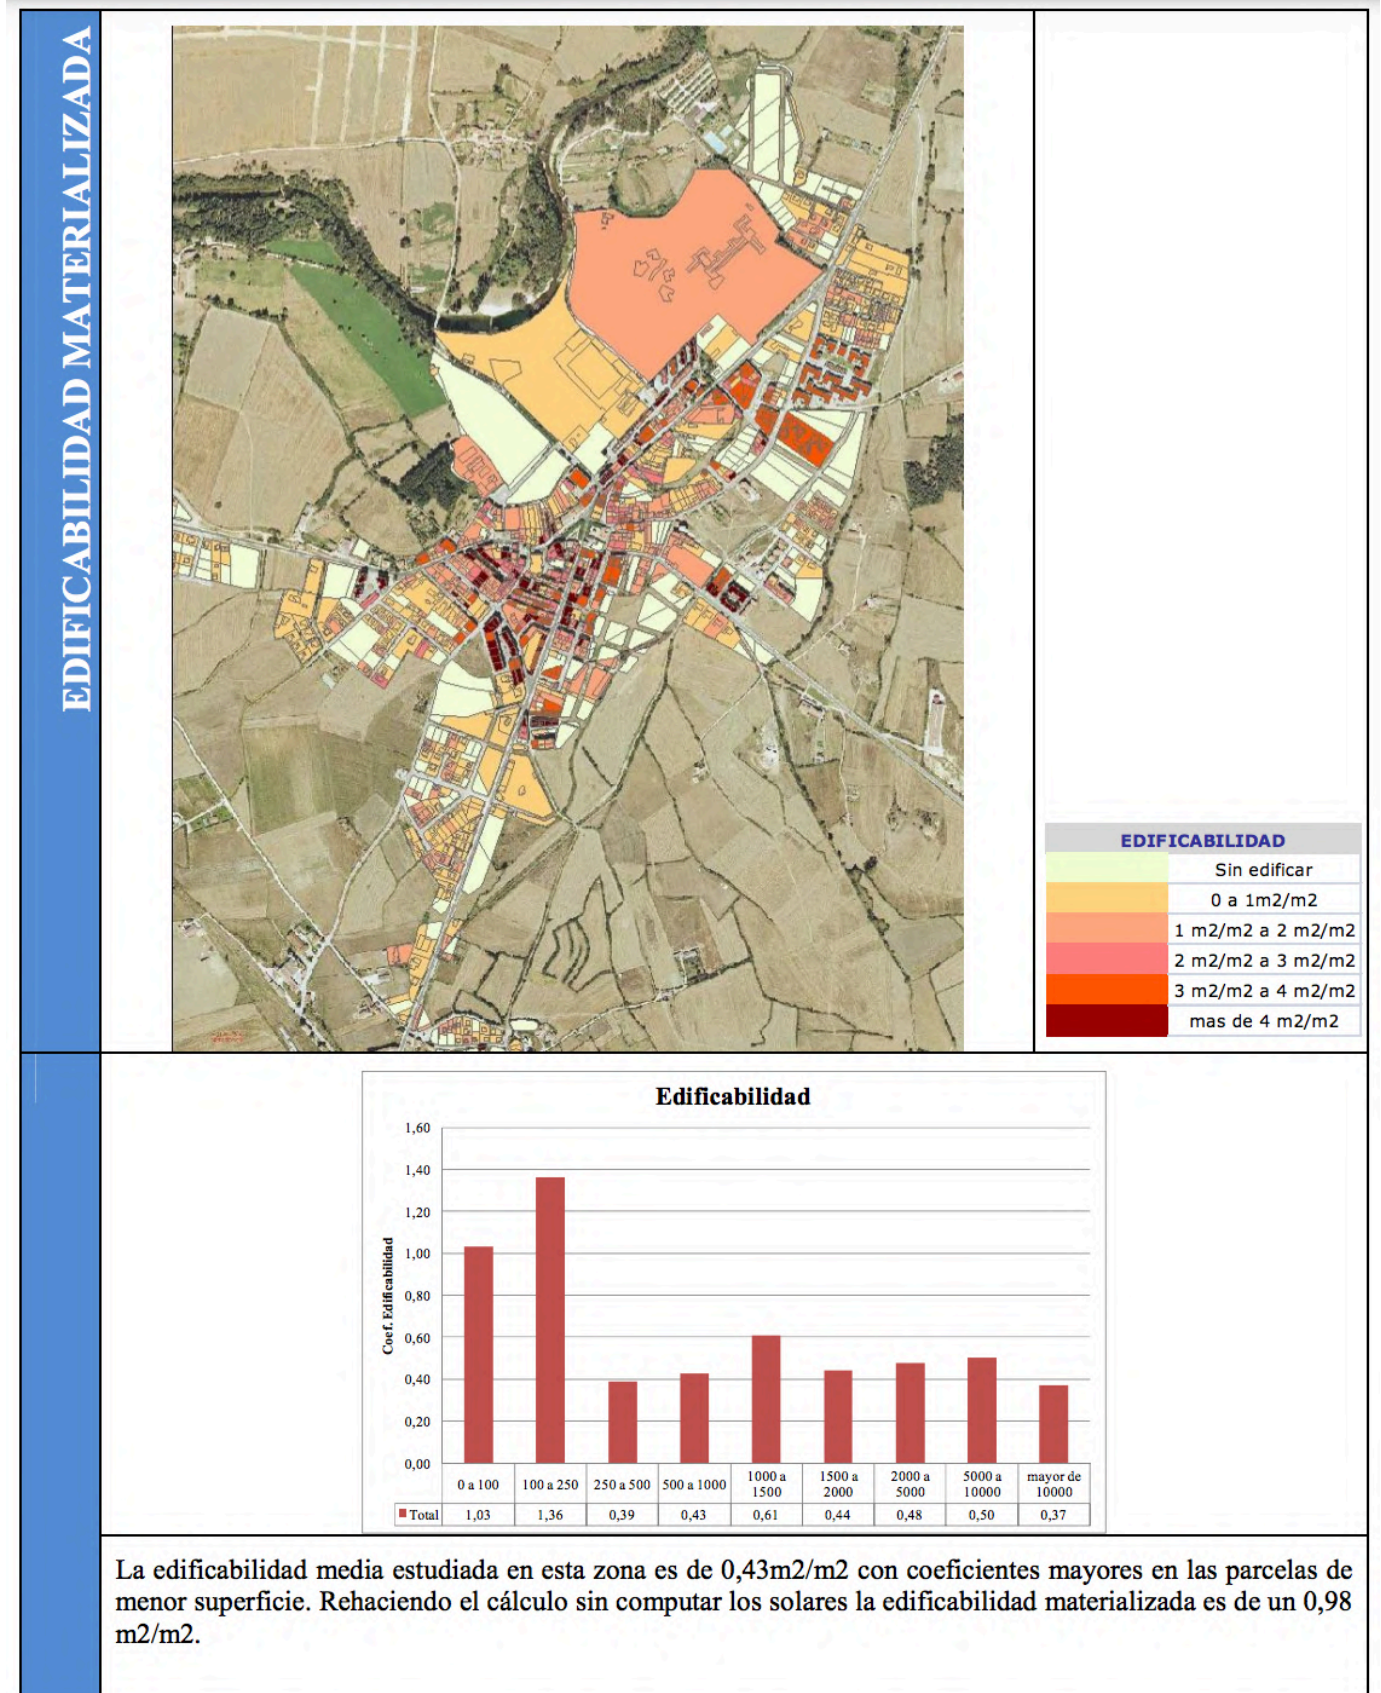 EDIFICABILIDAD MATERIALIZADA
EDIFICABILIDAD
Sin edificar
0 a 1m2/m2
1 m2/m2 a 2 m2/m2
2 m2/m2 a 3 m2/m2
3 m2/m2 a 4 m2/m2
mas de 4 m2/m2
Edificabilidad
Coef. Edificabilidad
1,60
1,40
1,20
1,00
0,80
0,60
0,40
0,20
0,00
0 a 100 100 a 250 250 a 500 500 a 1000 1000 a 1500 a 2000 a 5000 a mayor de
1500 2000 5000 10000 10000
Total 1,03 1,36 0,39 0,43 0,61 0,44 0,48 0,50 0,37
La edificabilidad media estudiada en esta zona es de 0,43m2/m2 con coeficientes mayores en las parcelas de
menor superficie. Rehaciendo el cálculo sin computar los solares la edificabilidad materializada es de un 0,98
m2/m2.